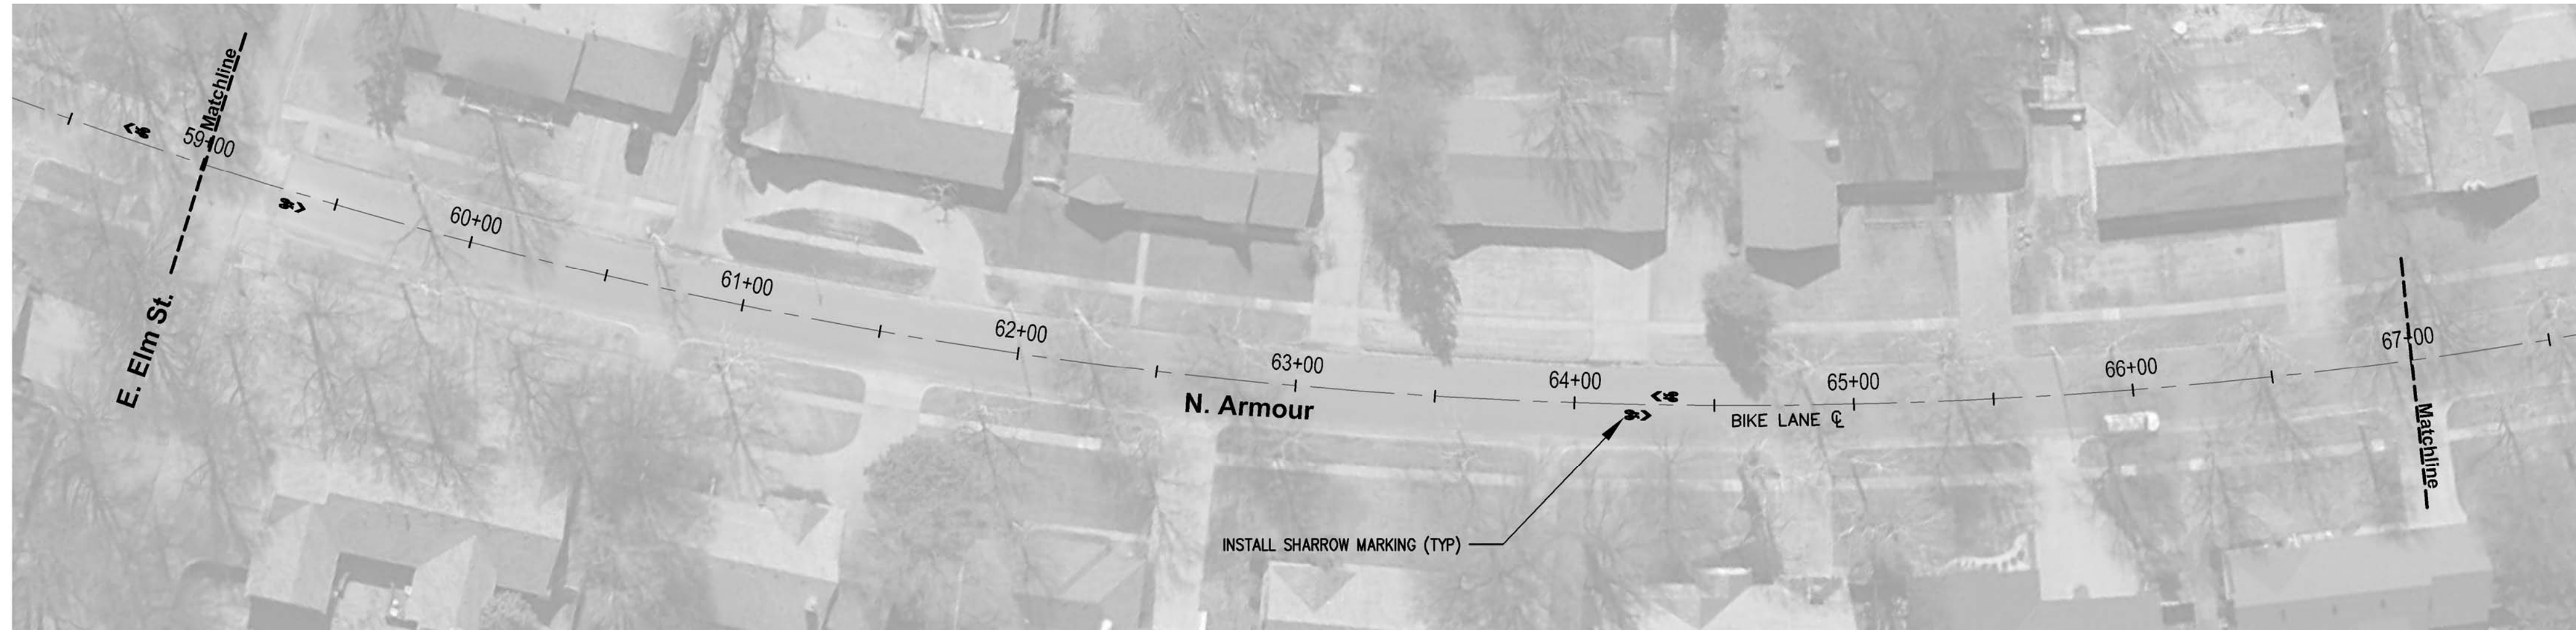 Matchline
59+00
E. Elm St.
60+00
61+00
62+00
63+00
N. Armour
64+00
65+00
BIKE LANE ℄
66+00
67+00
Matchline
INSTALL SHARROW MARKING (TYP)